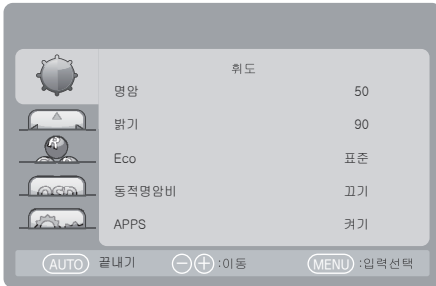 휘도
명암 50
밝기 90
Eco 표준
동적명암비 끄기
APPS 켜기
R
OSD
AUTO 끝내기 :이동 MENU :입력선택